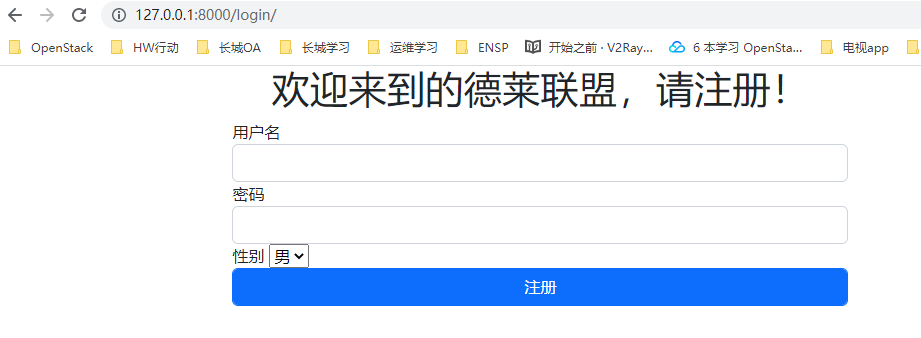 127.0.0.1:8000/login/
OpenStack HW行动 长城OA 长城学习 运维学习 ENSP 开始之前 · V2Ray... 6 本学习 OpenSta... 电视app
欢迎来到的德莱联盟，请注册！
用户名
密码
性别 男
注册